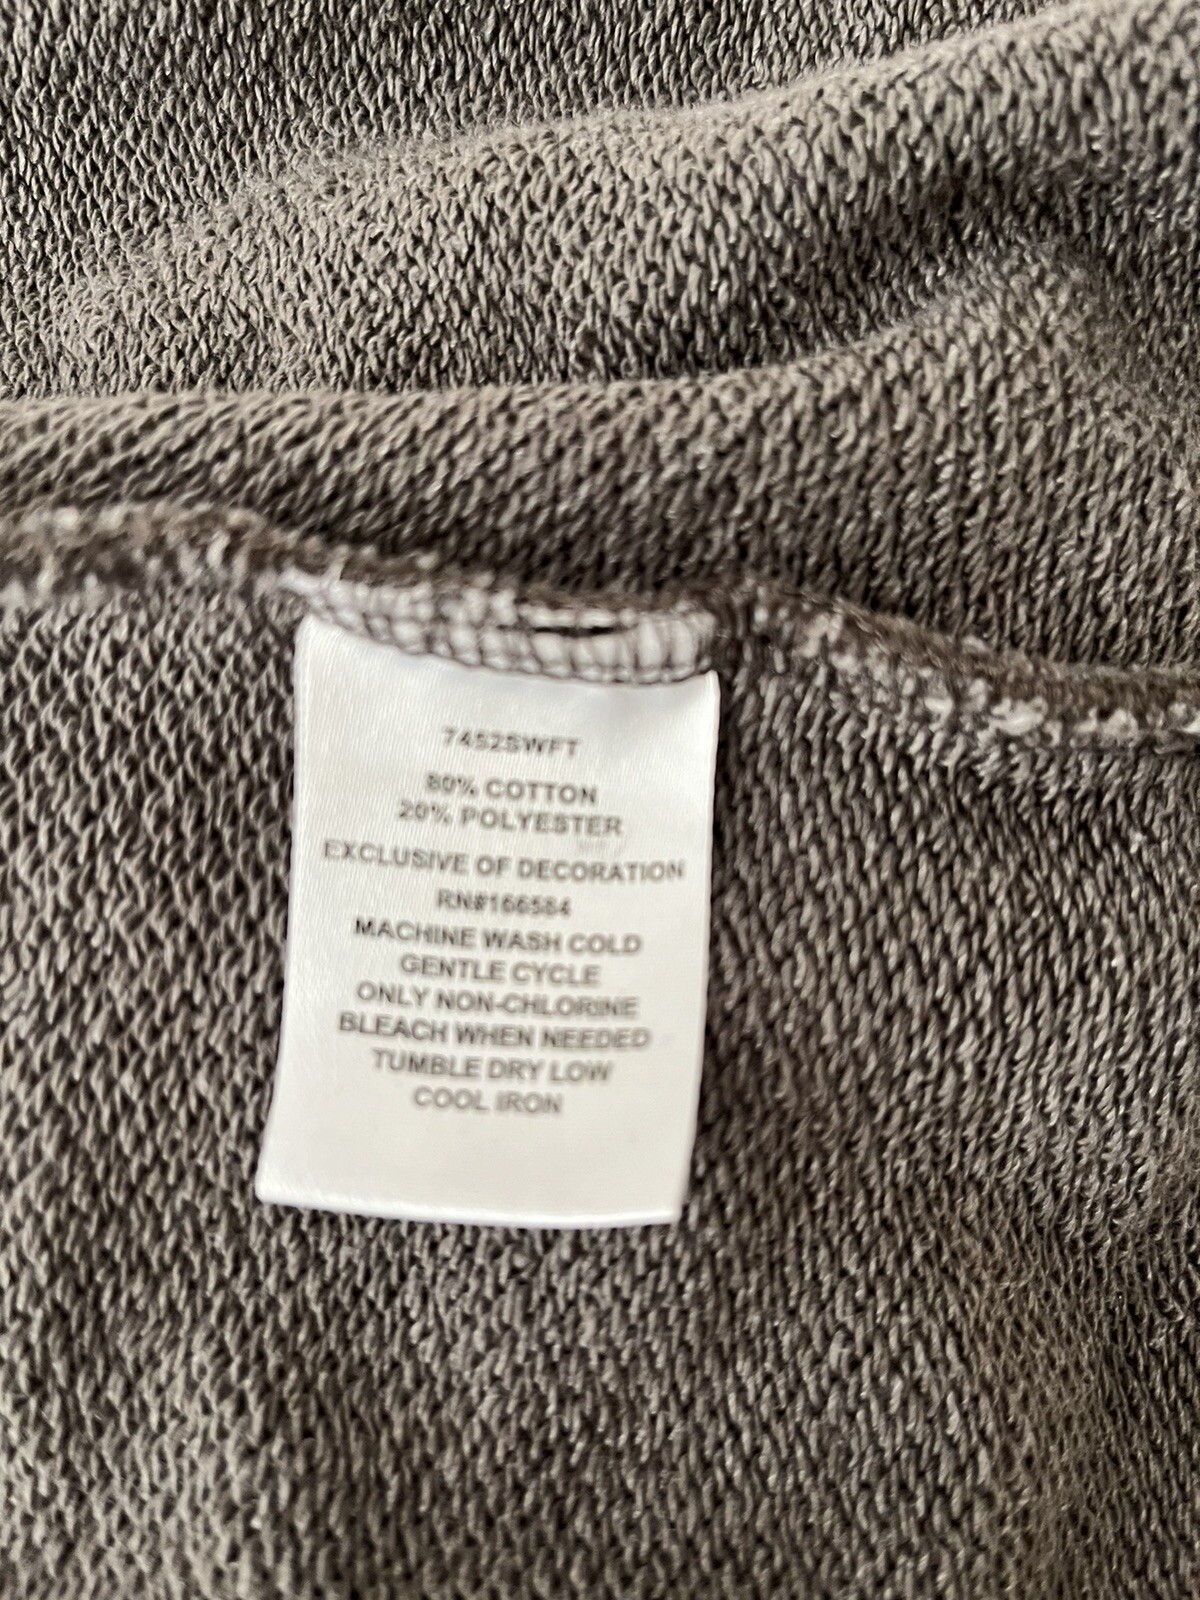 7452SWFT
80% COTTON
20% POLYESTER
EXCLUSIVE OF DECORATION
RN#166584
MACHINE WASH COLD
GENTLE CYCLE
ONLY NON-CHLORINE
BLEACH WHEN NEEDED
TUMBLE DRY LOW
COOL IRON